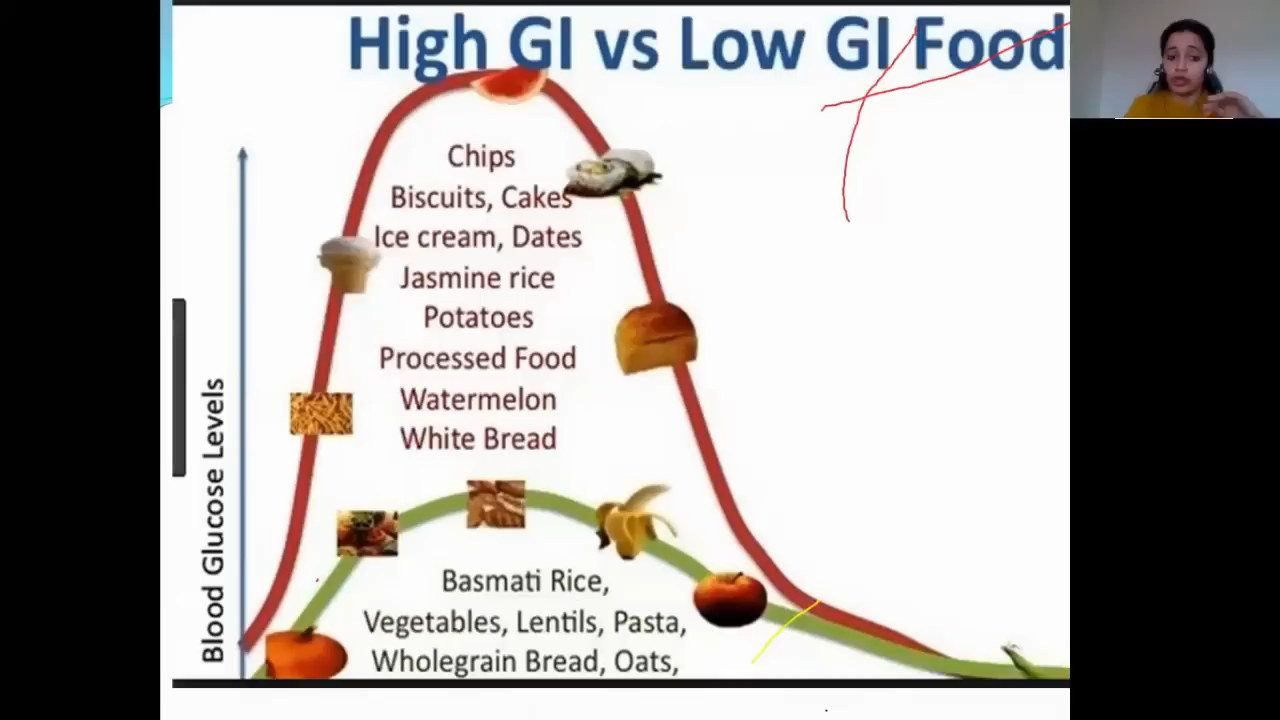 High GI vs Low GI Food
Chips
Biscuits, Cakes
Ice cream, Dates
Jasmine rice
Potatoes
Processed Food
Watermelon
White Bread
Blood Glucose Levels
Basmati Rice,
Vegetables, Lentils, Pasta,
Wholegrain Bread, Oats,